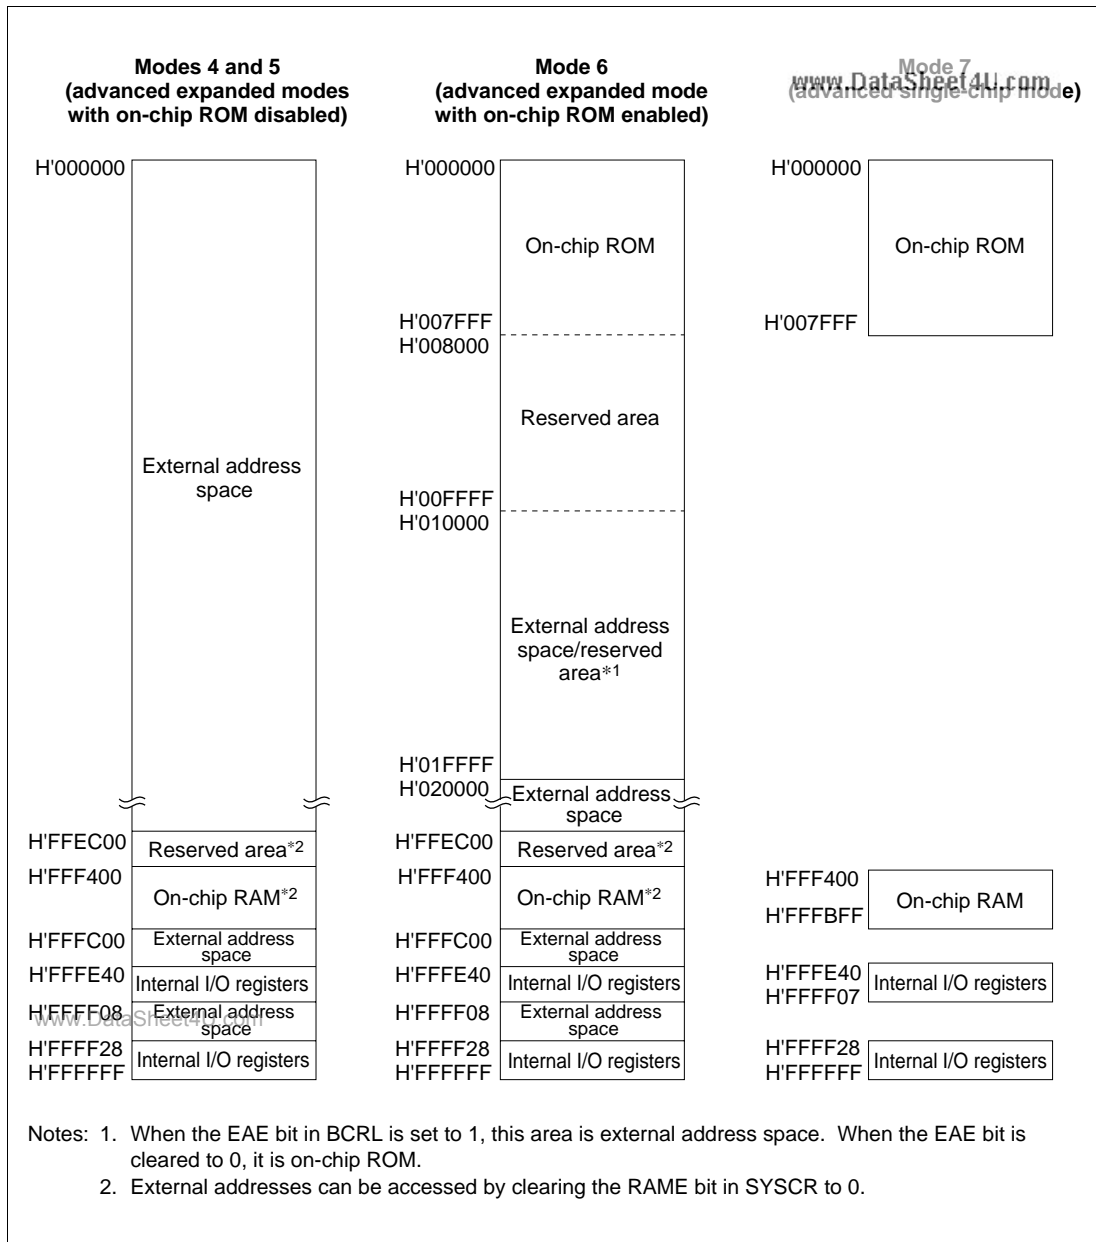 Modes 4 and 5
(advanced expanded modes
with on-chip ROM disabled)
H'000000
External address
space
H'FFEC00
Reserved area*2
H'FFF400
On-chip RAM*2
H'FFFC00
External address
space
H'FFFE40
Internal I/O registers
H'FFFF08
External address
space
H'FFFF28
Internal I/O registers
H'FFFFFF
www.DataSheet4U.com
Mode 6
(advanced expanded mode
with on-chip ROM enabled)
H'000000
On-chip ROM
H'007FFF
H'008000
Reserved area
H'00FFFF
H'010000
External address
space/reserved
area*1
H'01FFFF
H'020000
External address
space
H'FFEC00
Reserved area*2
H'FFF400
On-chip RAM*2
H'FFFC00
External address
space
H'FFFE40
Internal I/O registers
H'FFFF08
External address
space
H'FFFF28
Internal I/O registers
H'FFFFFF
Mode 7
www.DataSheet4U.com
(advanced single-chip mode)
H'000000
On-chip ROM
H'007FFF
H'FFF400
On-chip RAM
H'FFFBFF
H'FFFE40
Internal I/O registers
H'FFFF07
H'FFFF28
Internal I/O registers
H'FFFFFF
Notes: 1. When the EAE bit in BCRL is set to 1, this area is external address space. When the EAE bit is
cleared to 0, it is on-chip ROM.
2. External addresses can be accessed by clearing the RAME bit in SYSCR to 0.